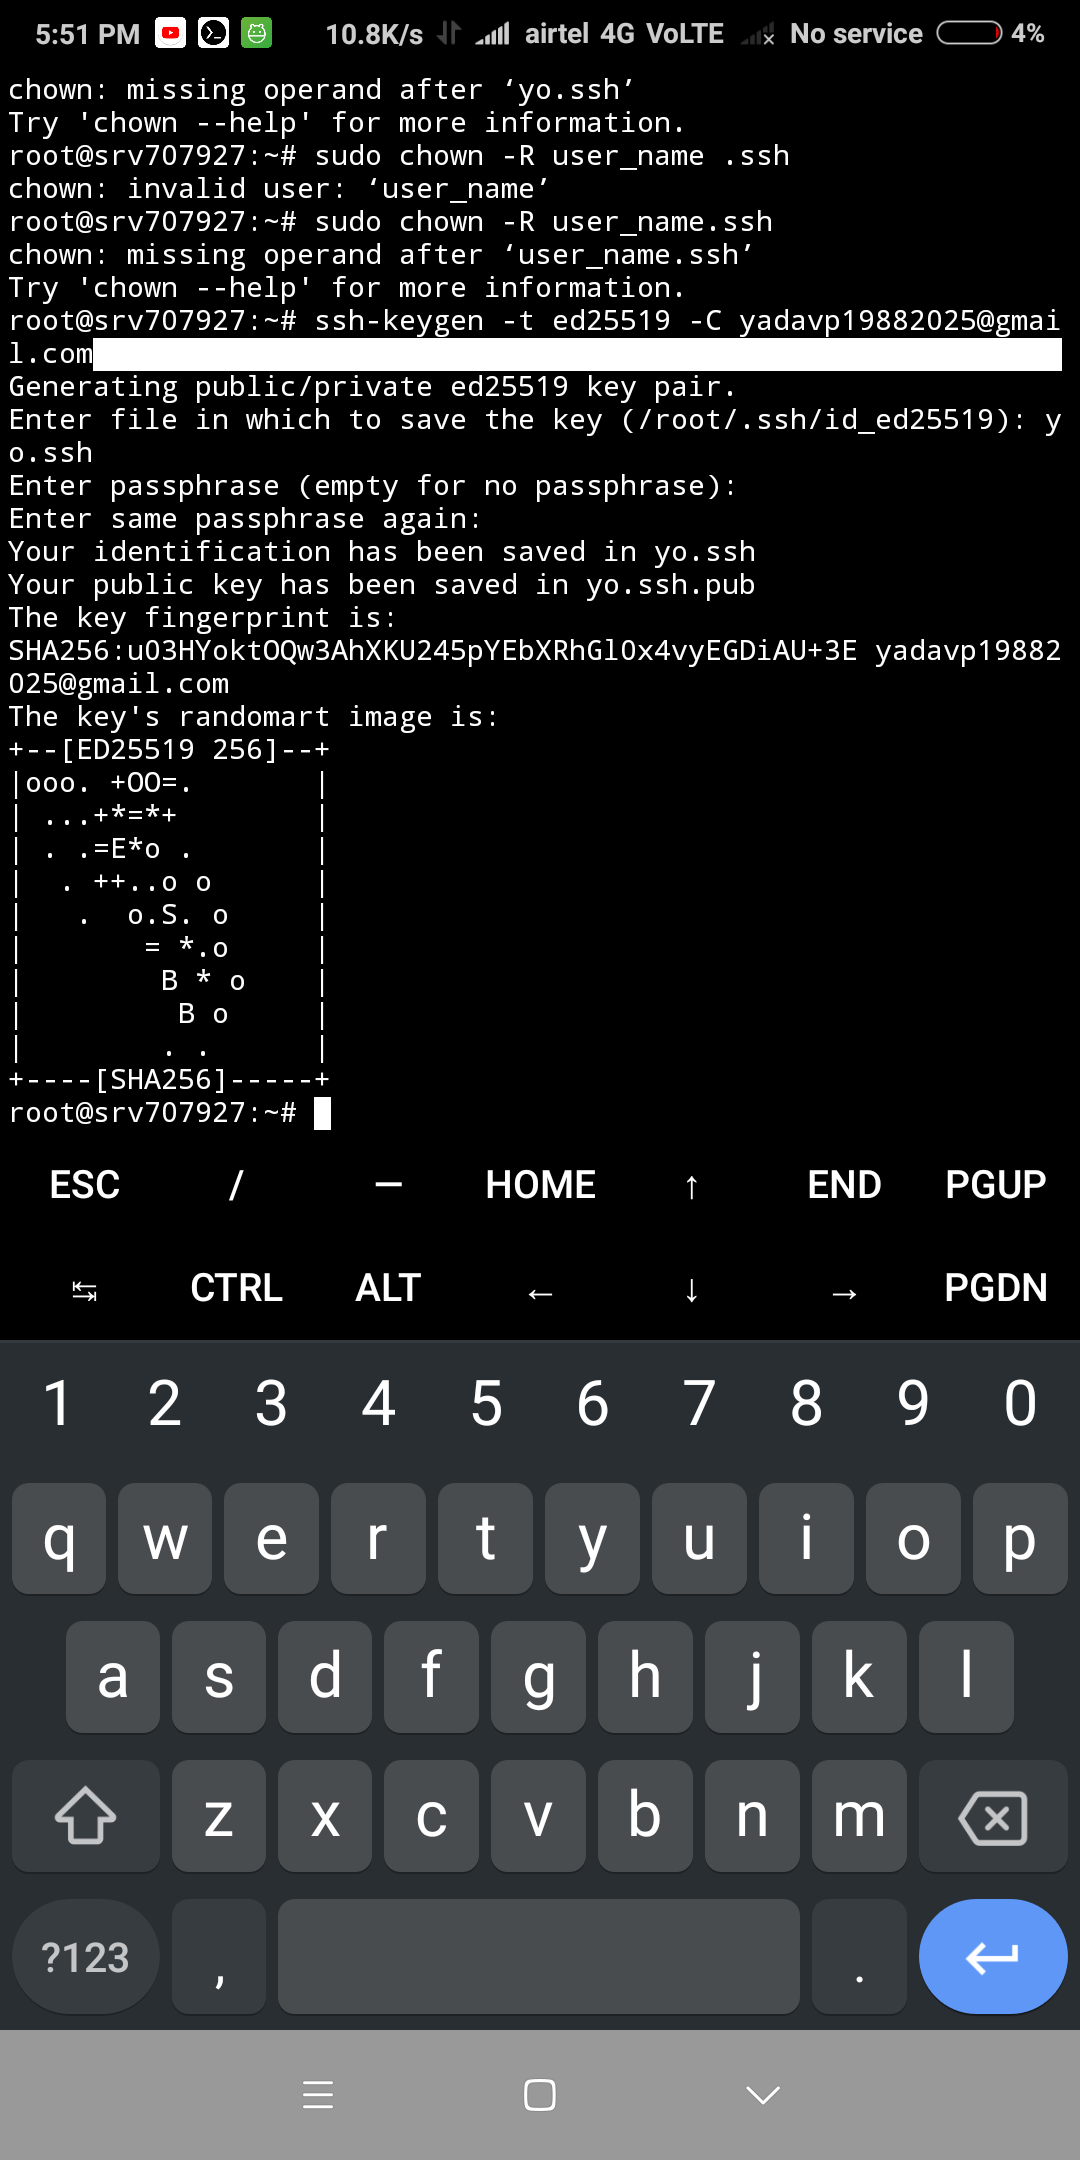 5:51 PM 10.8K/s airtel 4G VoLTE No service 4%
chown: missing operand after ‘yo.ssh’
Try 'chown --help' for more information.
root@srv707927:~# sudo chown -R user_name .ssh
chown: invalid user: ‘user_name’
root@srv707927:~# sudo chown -R user_name.ssh
chown: missing operand after ‘user_name.ssh’
Try 'chown --help' for more information.
root@srv707927:~# ssh-keygen -t ed25519 -C yadavp19882025@gmai
l.com
Generating public/private ed25519 key pair.
Enter file in which to save the key (/root/.ssh/id_ed25519): y
o.ssh
Enter passphrase (empty for no passphrase):
Enter same passphrase again:
Your identification has been saved in yo.ssh
Your public key has been saved in yo.ssh.pub
The key fingerprint is:
SHA256:uO3HYoktOQw3AhXKU245pYEbXRhGlOx4vyEGDiAU+3E yadavp19882
025@gmail.com
The key's randomart image is:
+--[ED25519 256]--+
|ooo. +OO=.       |
| ...+*=*+        |
| . .=E*o .       |
|  . ++..o o      |
|   .  o.S. o     |
|       = *.o     |
|        B * o    |
|         B o     |
|        . .      |
+----[SHA256]-----+
root@srv707927:~#
ESC / — HOME ↑ END PGUP
↹ CTRL ALT ← ↓ → PGDN
1 2 3 4 5 6 7 8 9 0
q w e r t y u i o p
a s d f g h j k l
z x c v b n m
?123 , .